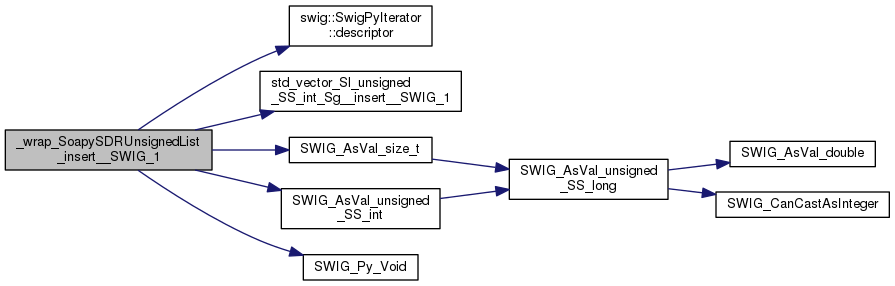 _wrap_SoapySDRUnsignedList
_insert__SWIG_1
swig::SwigPyIterator
::descriptor
std_vector_Sl_unsigned
_SS_int_Sg__insert__SWIG_1
SWIG_AsVal_size_t
SWIG_AsVal_unsigned
_SS_int
SWIG_Py_Void
SWIG_AsVal_unsigned
_SS_long
SWIG_AsVal_double
SWIG_CanCastAsInteger